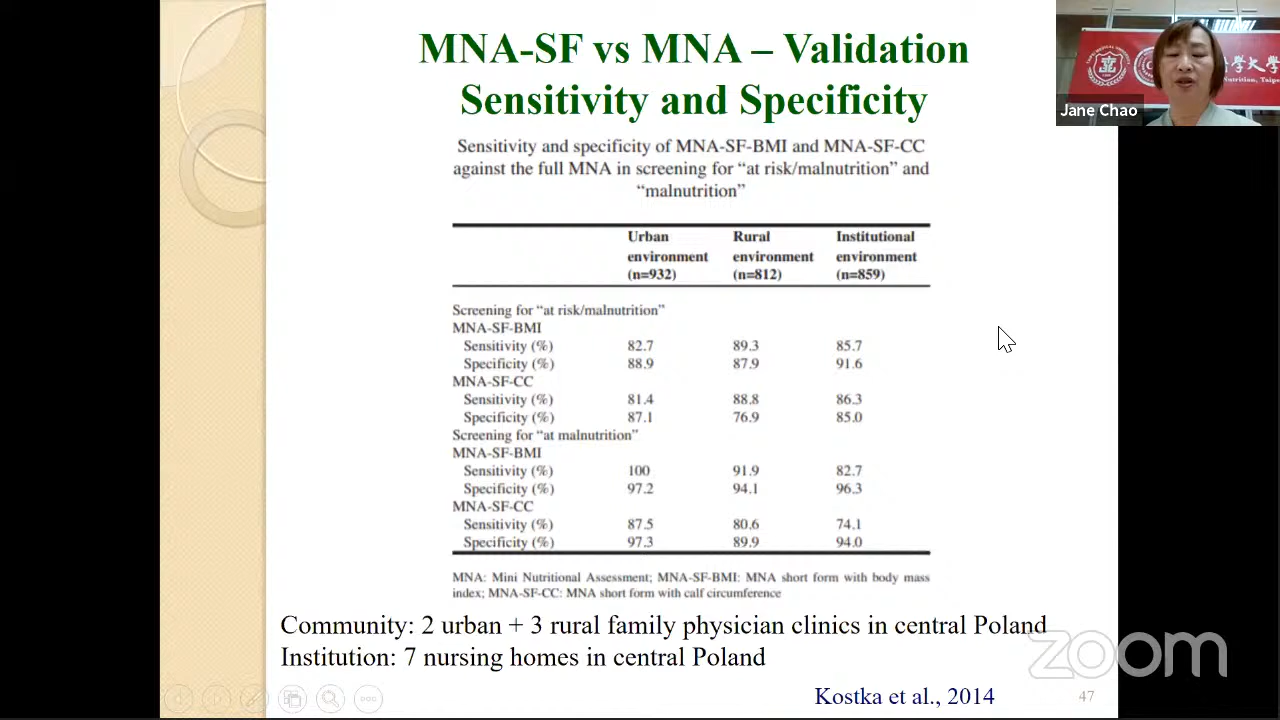 MNA-SF vs MNA – Validation
Sensitivity and Specificity
Sensitivity and specificity of MNA-SF-BMI and MNA-SF-CC
against the full MNA in screening for “at risk/malnutrition” and
“malnutrition”
Urban environment (n=932) Rural environment (n=812) Institutional environment (n=859)
Screening for “at risk/malnutrition”
MNA-SF-BMI
Sensitivity (%) 82.7 89.3 85.7
Specificity (%) 88.9 87.9 91.6
MNA-SF-CC
Sensitivity (%) 81.4 88.8 86.3
Specificity (%) 87.1 76.9 85.0
Screening for “at malnutrition”
MNA-SF-BMI
Sensitivity (%) 100 91.9 82.7
Specificity (%) 97.2 94.1 96.3
MNA-SF-CC
Sensitivity (%) 87.5 80.6 74.1
Specificity (%) 97.3 89.9 94.0
MNA: Mini Nutritional Assessment; MNA-SF-BMI: MNA short form with body mass
index; MNA-SF-CC: MNA short form with calf circumference
Community: 2 urban + 3 rural family physician clinics in central Poland
Institution: 7 nursing homes in central Poland
Kostka et al., 2014
47
zoom
Jane Chao
學大學
Nutrition, Taipe